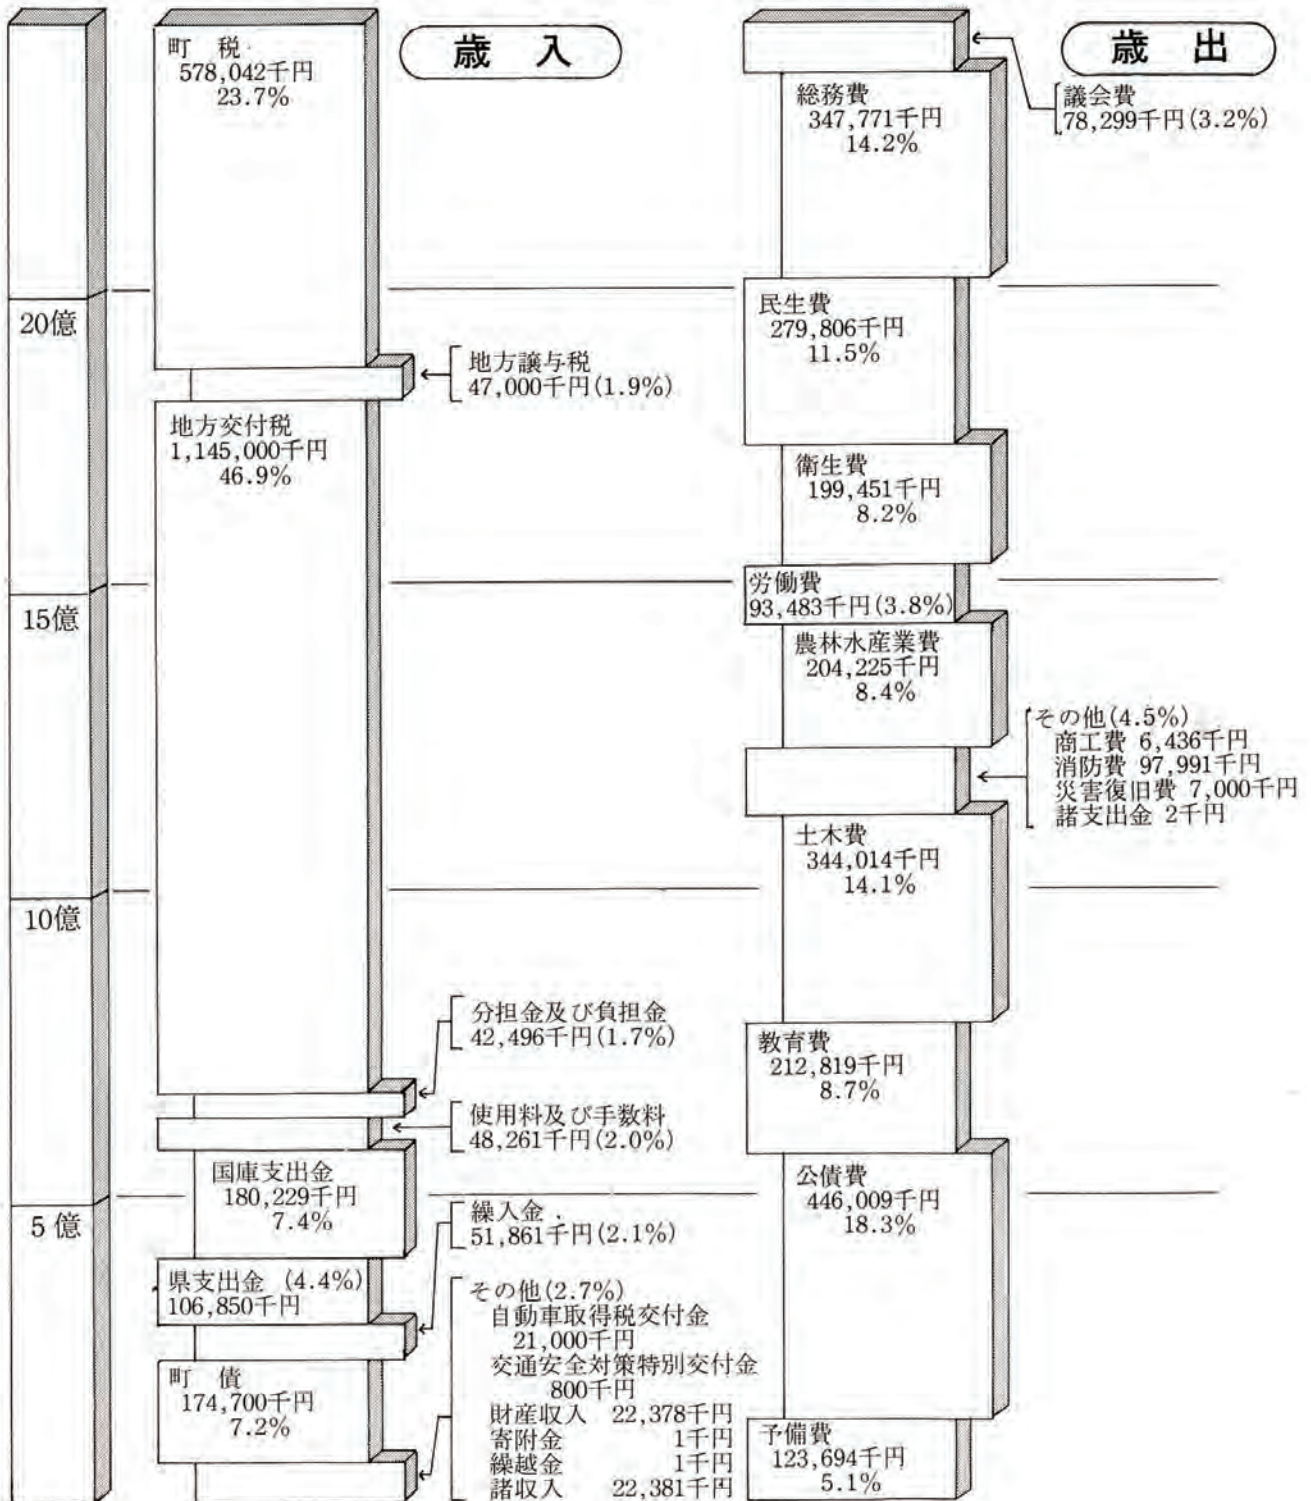 歳入
歳出
20億
15億
10億
5億
町税
578,042千円
23.7%
地方譲与税
47,000千円(1.9%)
地方交付税
1,145,000千円
46.9%
分担金及び負担金
42,496千円(1.7%)
使用料及び手数料
48,261千円(2.0%)
国庫支出金
180,229千円
7.4%
県支出金 (4.4%)
106,850千円
繰入金
51,861千円(2.1%)
町債
174,700千円
7.2%
その他(2.7%)
自動車取得税交付金
21,000千円
交通安全対策特別交付金
800千円
財産収入 22,378千円
寄附金 1千円
繰越金 1千円
諸収入 22,381千円
議会費
78,299千円(3.2%)
総務費
347,771千円
14.2%
民生費
279,806千円
11.5%
衛生費
199,451千円
8.2%
労働費
93,483千円(3.8%)
農林水産業費
204,225千円
8.4%
その他(4.5%)
商工費 6,436千円
消防費 97,991千円
災害復旧費 7,000千円
諸支出金 2千円
土木費
344,014千円
14.1%
教育費
212,819千円
8.7%
公債費
446,009千円
18.3%
予備費
123,694千円
5.1%